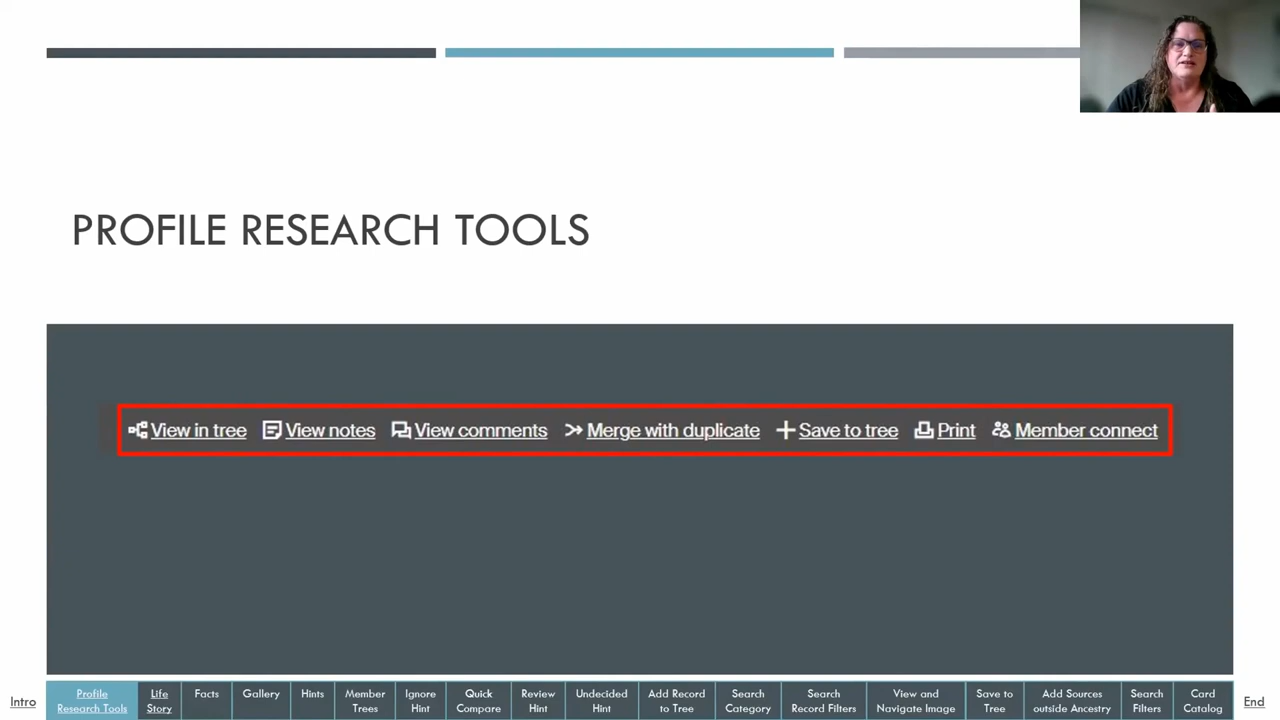 PROFILE RESEARCH TOOLS
View in tree View notes View comments Merge with duplicate Save to tree Print Member connect
Intro
Profile
Research Tools
Life
Story
Facts
Gallery
Hints
Member
Trees
Ignore
Hint
Quick
Compare
Review
Hint
Undecided
Hint
Add Record
to Tree
Search
Category
Search
Record Filters
View and
Navigate Image
Save to
Tree
Add Sources
outside Ancestry
Search
Filters
Card
Catalog
End